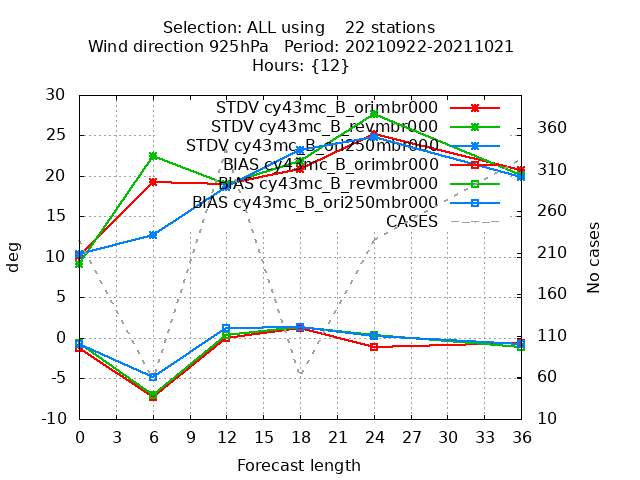 Selection: ALL using    22 stations
Wind direction 925hPa   Period: 20210922-20211021
Hours: {12}
STDV cy43mc_B_orimbr000
STDV cy43mc_B_revmbr000
STDV cy43mc_B_ori250mbr000
BIAS cy43mc_B_orimbr000
BIAS cy43mc_B_revmbr000
BIAS cy43mc_B_ori250mbr000
CASES
30
25
20
15
10
5
0
-5
-10
deg
360
310
260
210
160
110
60
10
No cases
0 3 6 9 12 15 18 21 24 27 30 33 36
Forecast length